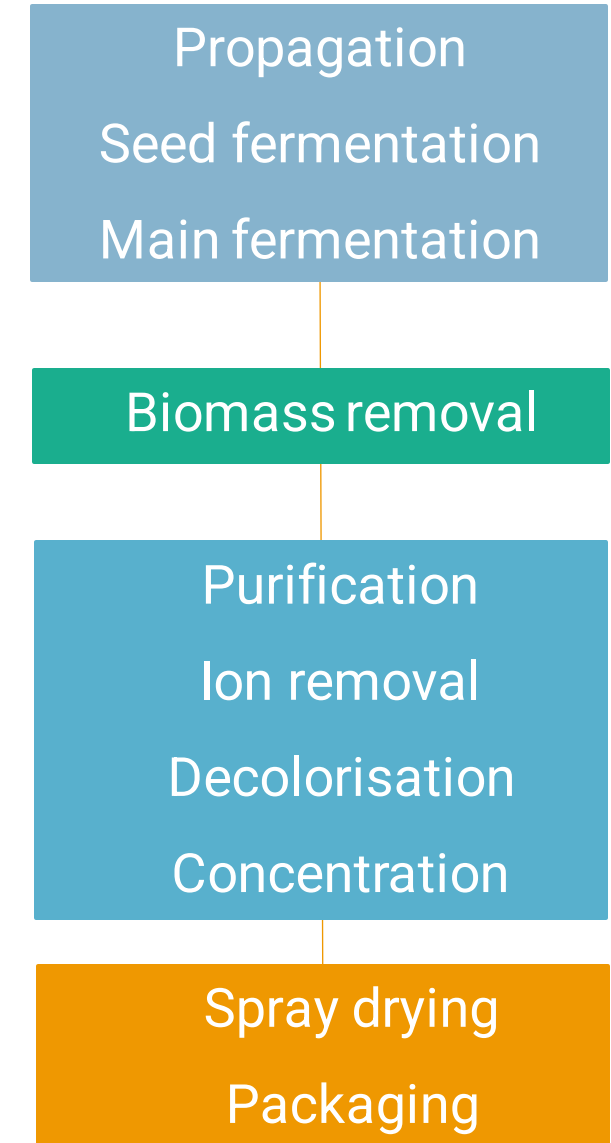 Propagation
Seed fermentation
Main fermentation
Biomass removal
Purification
Ion removal
Decolorisation
Concentration
Spray drying
Packaging